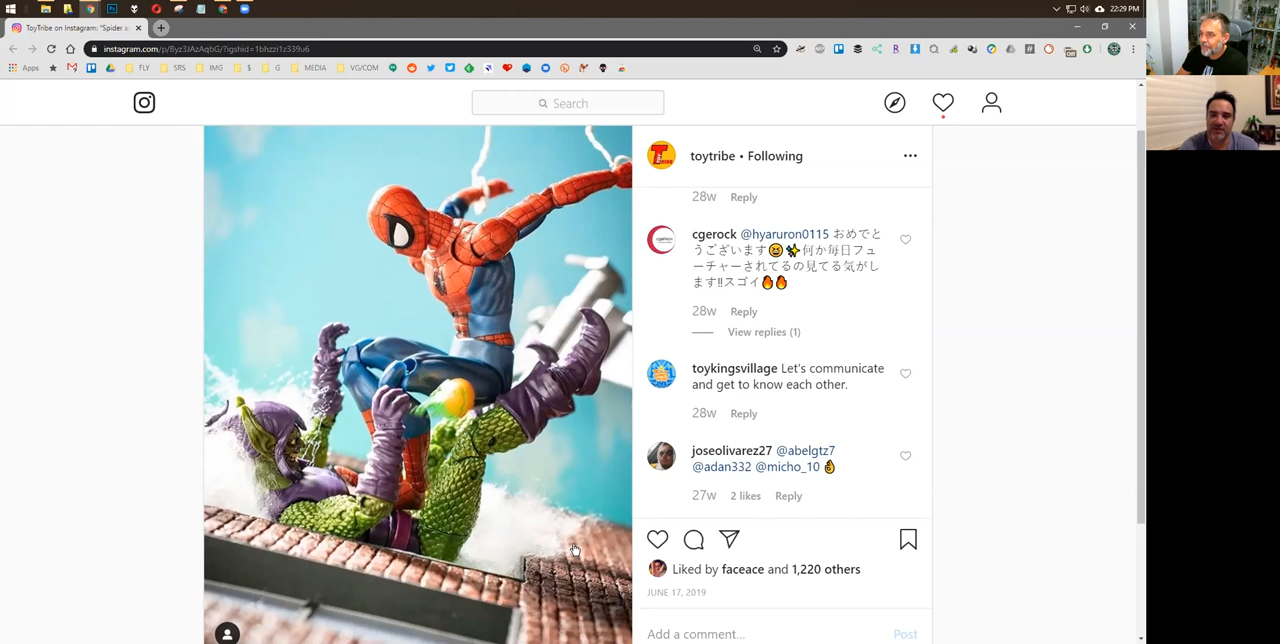 22:29 PM
ToyTribe on Instagram: "Spider a
instagram.com/p/Byz3JAzAqbG/?igshid=1bhzzi1z339u6
Apps
FLY
SRS
IMG
$
G
MEDIA
VG/COM
Search
toytribe • Following
28w Reply
cgerock @hyaruron0115 おめでと
うございます😆✨何か毎日フュ
ーチャーされてるの見てる気がし
ます!!スゴイ🔥🔥
28w Reply
View replies (1)
toykingsvillage Let's communicate
and get to know each other.
28w Reply
joseolivarez27 @abelgtz7
@adan332 @micho_10 👌
27w 2 likes Reply
Liked by faceace and 1,220 others
JUNE 17, 2019
Add a comment... Post